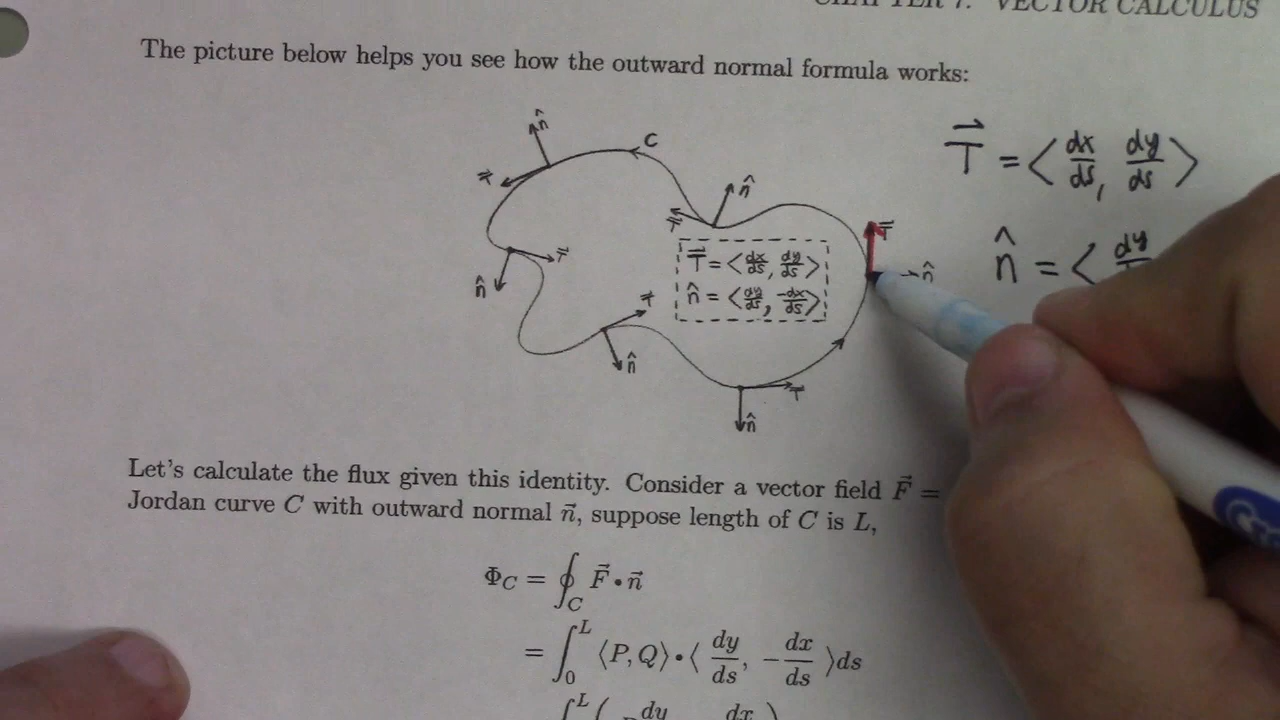 CHAPTER 7. VECTOR CALCULUS
The picture below helps you see how the outward normal formula works:
n̂
C
T⃗ = ⟨dx/ds, dy/ds⟩
T⃗
n̂
T⃗
T⃗
n̂ = ⟨dy/
T⃗
T⃗ = ⟨dx/ds, dy/ds⟩
n̂
n̂
n̂ = ⟨dy/ds, -dx/ds⟩
T⃗
n̂
T⃗
n̂
Let's calculate the flux given this identity. Consider a vector field F⃗ =
Jordan curve C with outward normal n⃗, suppose length of C is L,
Φ_C = ∮_C F⃗ • n⃗
= ∫_0^L ⟨P, Q⟩ • ⟨ dy/ds, − dx/ds ⟩ds
∫^L ( P dy dx )